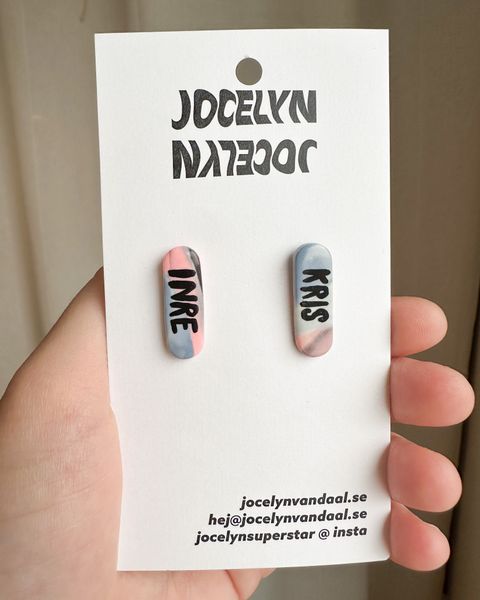 JOCELYN
JOCELYN
INRE
KRIS
jocelynvandaal.se
hej@jocelynvandaal.se
jocelynsuperstar @ insta